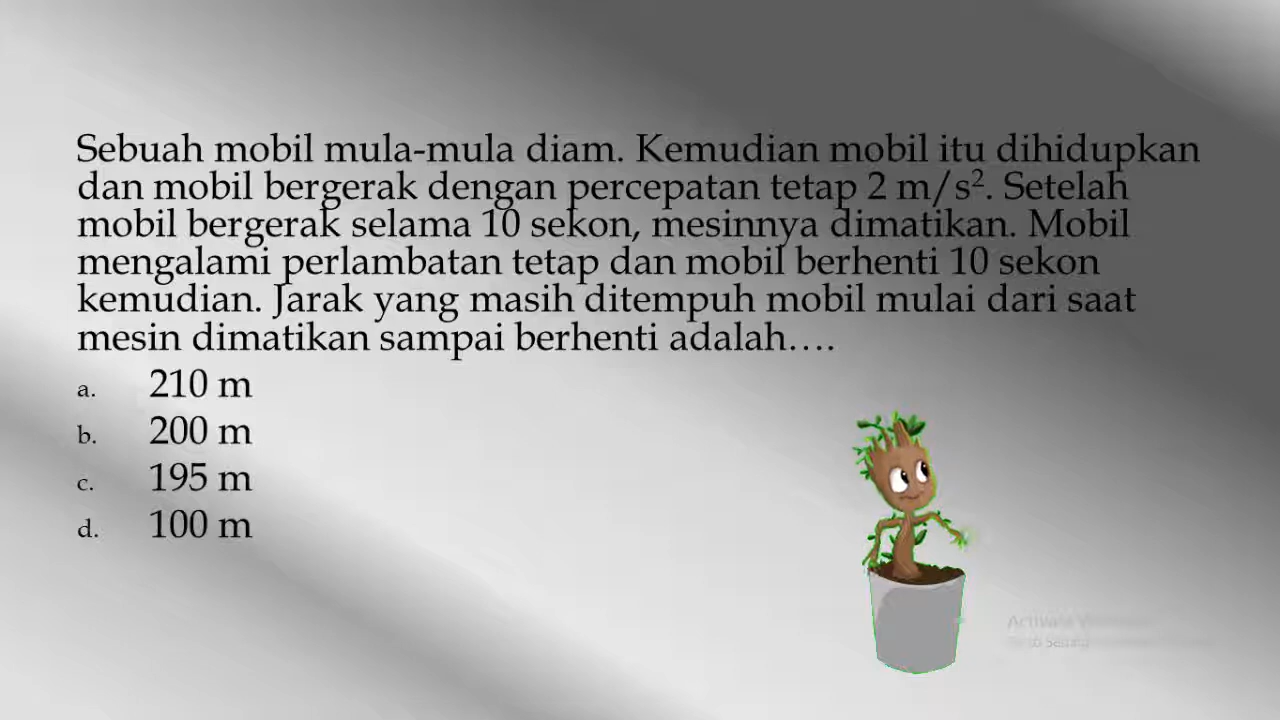 Sebuah mobil mula-mula diam. Kemudian mobil itu dihidupkan
dan mobil bergerak dengan percepatan tetap 2 m/s². Setelah
mobil bergerak selama 10 sekon, mesinnya dimatikan. Mobil
mengalami perlambatan tetap dan mobil berhenti 10 sekon
kemudian. Jarak yang masih ditempuh mobil mulai dari saat
mesin dimatikan sampai berhenti adalah….
a. 210 m
b. 200 m
c. 195 m
d. 100 m